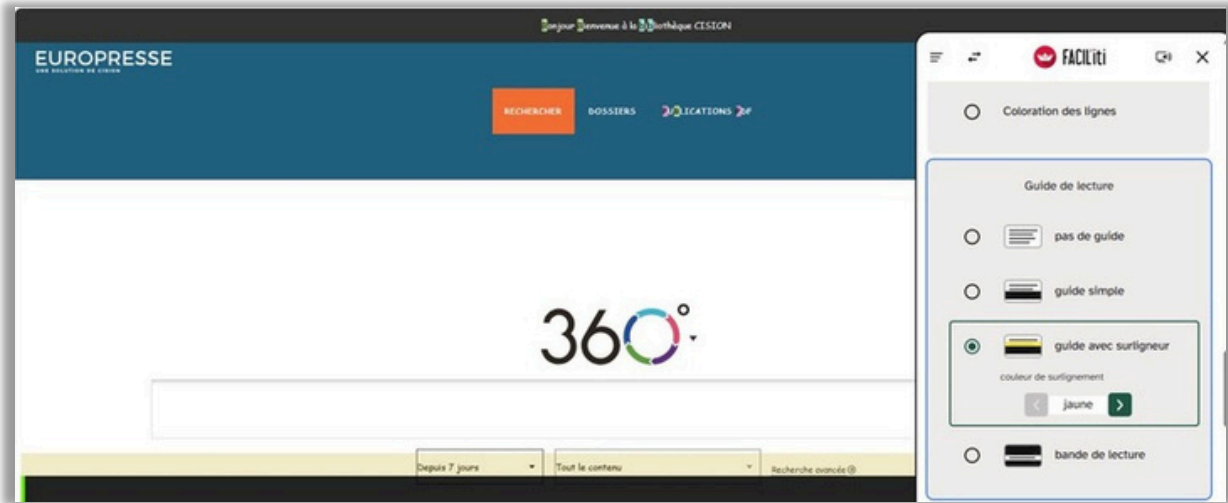 Bonjour Bienvenue à la Bibliothèque CISION
EUROPRESSE
UNE SOLUTION DE CISION
RECHERCHER DOSSIERS PUBLICATIONS PDF
360°
Depuis 7 jours Tout le contenu Recherche avancée
FACIL'iti
Coloration des lignes
Guide de lecture
pas de guide
guide simple
guide avec surligneur
couleur de surlignement
jaune
bande de lecture